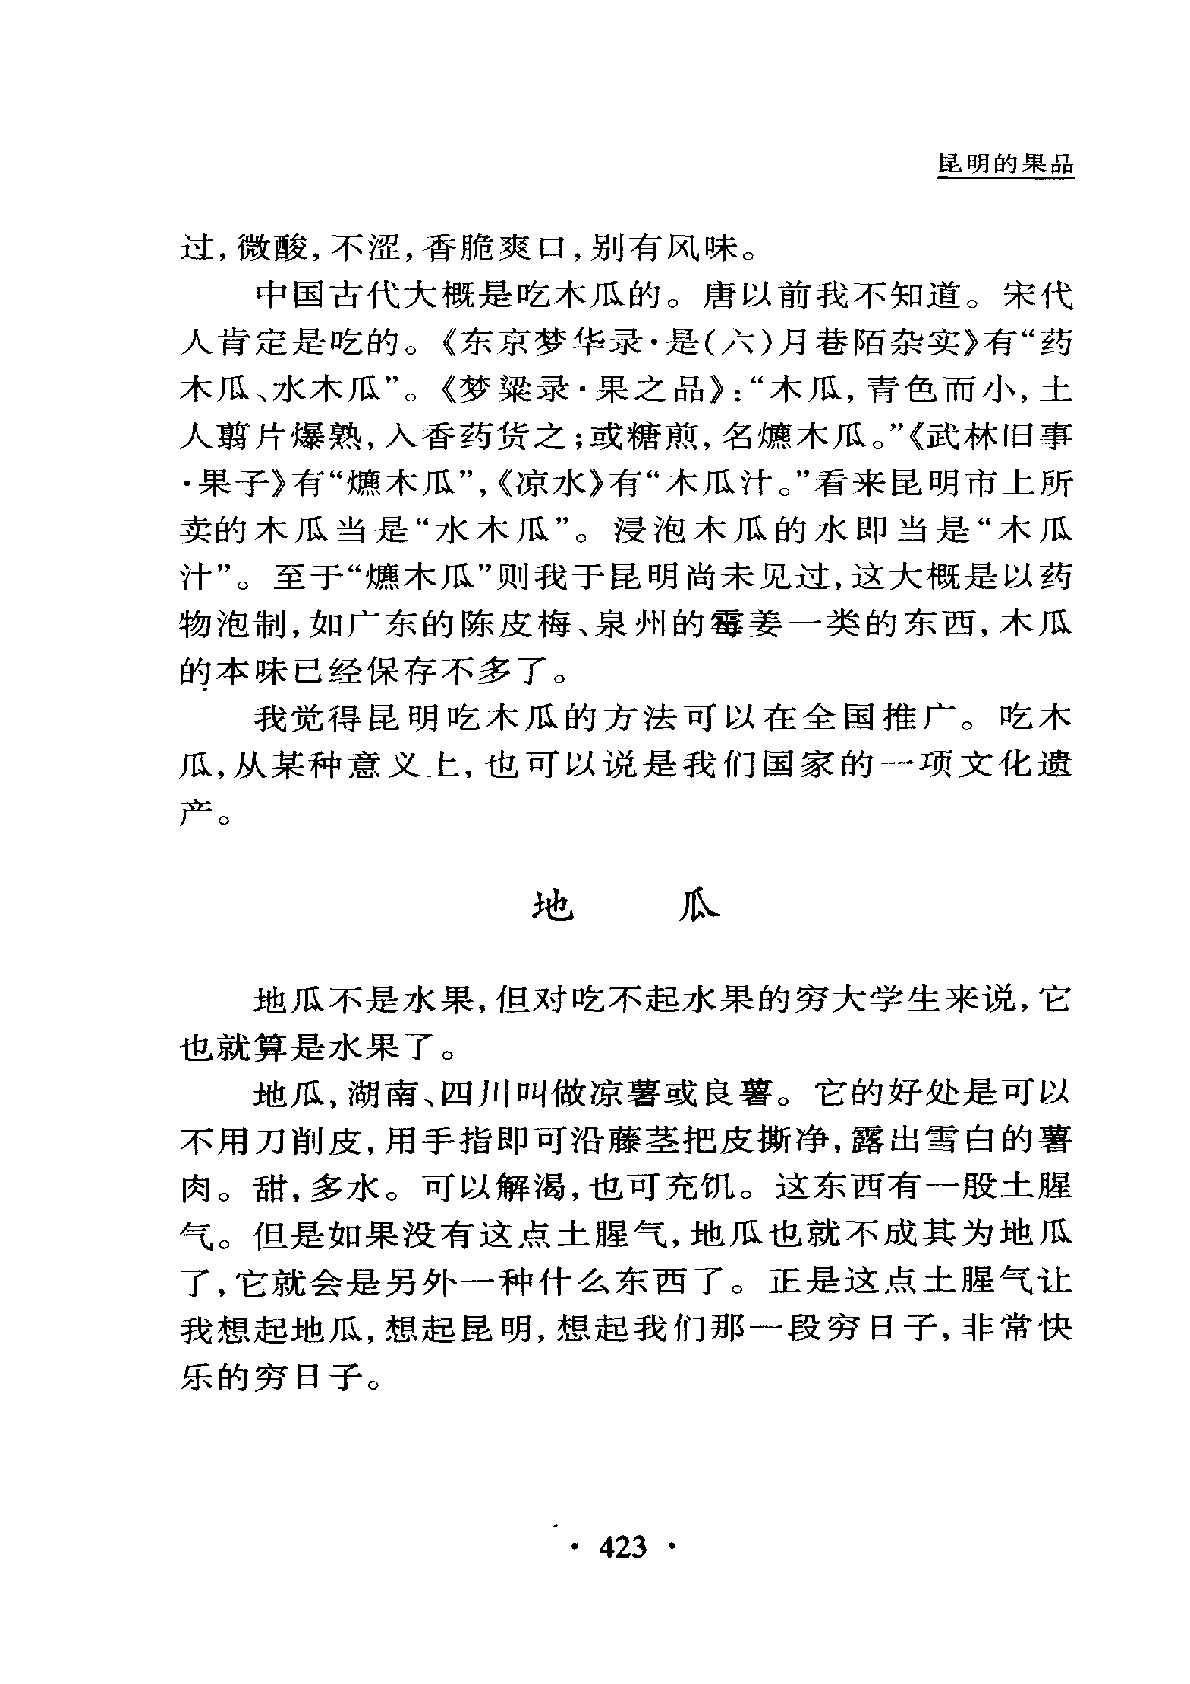 昆明的果品
过,微酸,不涩,香脆爽口,别有风味。
中国古代大概是吃木瓜的。唐以前我不知道。宋代
人肯定是吃的。《东京梦华录·是(六)月巷陌杂实》有“药
木瓜、水木瓜”。《梦粱录·果之品》:“木瓜,青色而小,土
人翦片爆熟,入香药货之;或糖煎,名爊木瓜。”《武林旧事
·果子》有“爊木瓜”,《凉水》有“木瓜汁。”看来昆明市上所
卖的木瓜当是“水木瓜”。浸泡木瓜的水即当是“木瓜
汁”。至于“爊木瓜”则我于昆明尚未见过,这大概是以药
物泡制,如广东的陈皮梅、泉州的霉姜一类的东西,木瓜
的本味已经保存不多了。
我觉得昆明吃木瓜的方法可以在全国推广。吃木
瓜,从某种意义上,也可以说是我们国家的一项文化遗
产。
地 瓜
地瓜不是水果,但对吃不起水果的穷大学生来说,它
也就算是水果了。
地瓜,湖南、四川叫做凉薯或良薯。它的好处是可以
不用刀削皮,用手指即可沿藤茎把皮撕净,露出雪白的薯
肉。甜,多水。可以解渴,也可充饥。这东西有一股土腥
气。但是如果没有这点土腥气,地瓜也就不成其为地瓜
了,它就会是另外一种什么东西了。正是这点土腥气让
我想起地瓜,想起昆明,想起我们那一段穷日子,非常快
乐的穷日子。
· 423 ·